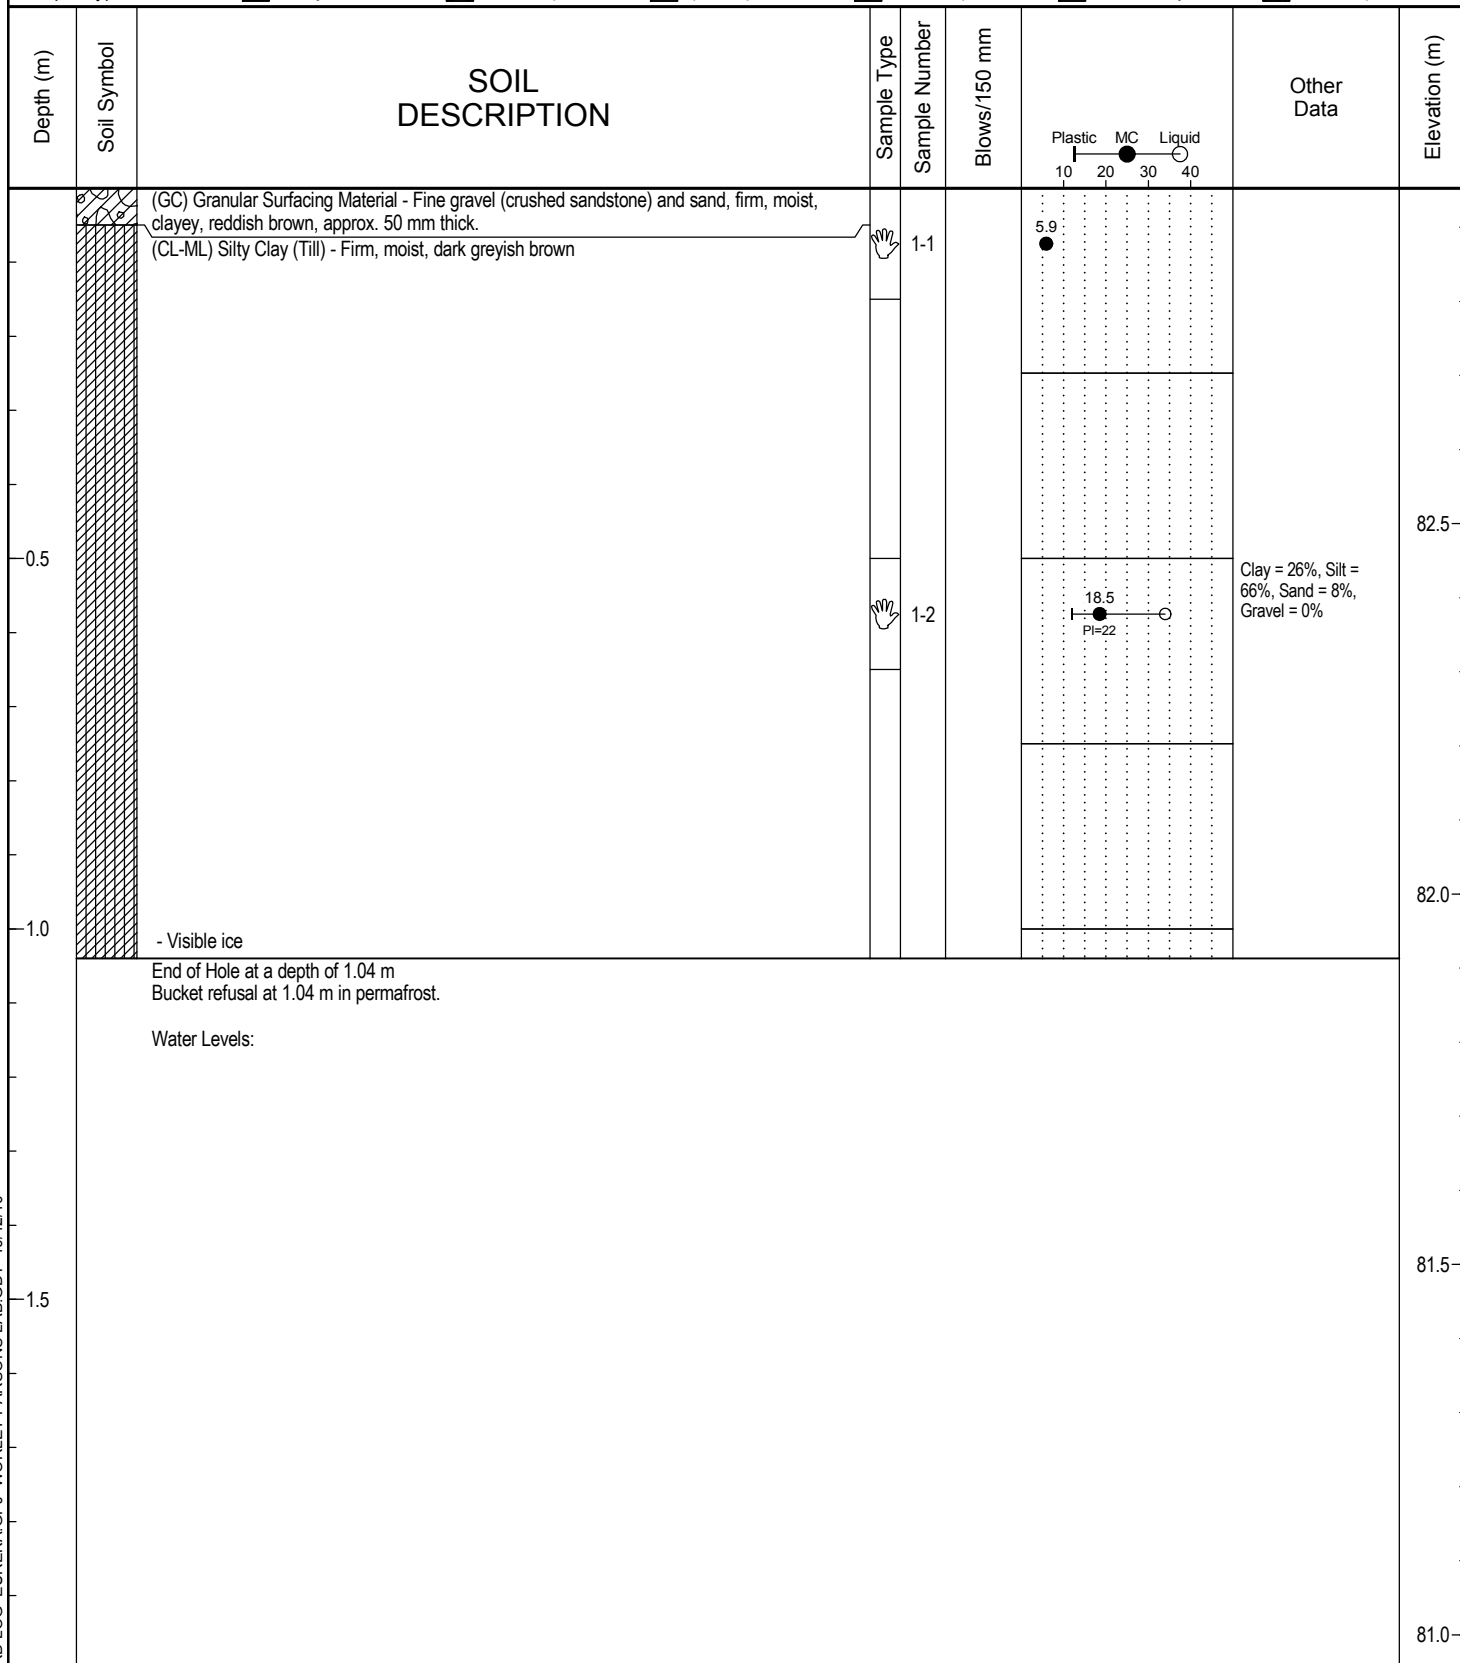 Depth (m)
Soil Symbol
SOIL
DESCRIPTION
Sample Type
Sample Number
Blows/150 mm
Plastic MC Liquid
10 20 30 40
Other
Data
Elevation (m)
(GC) Granular Surfacing Material - Fine gravel (crushed sandstone) and sand, firm, moist,
clayey, reddish brown, approx. 50 mm thick.
(CL-ML) Silty Clay (Till) - Firm, moist, dark greyish brown
1-1
5.9
82.5
0.5
1-2
18.5
PI=22
Clay = 26%, Silt =
66%, Sand = 8%,
Gravel = 0%
82.0
1.0
- Visible ice
End of Hole at a depth of 1.04 m
Bucket refusal at 1.04 m in permafrost.
Water Levels:
81.5
1.5
81.0